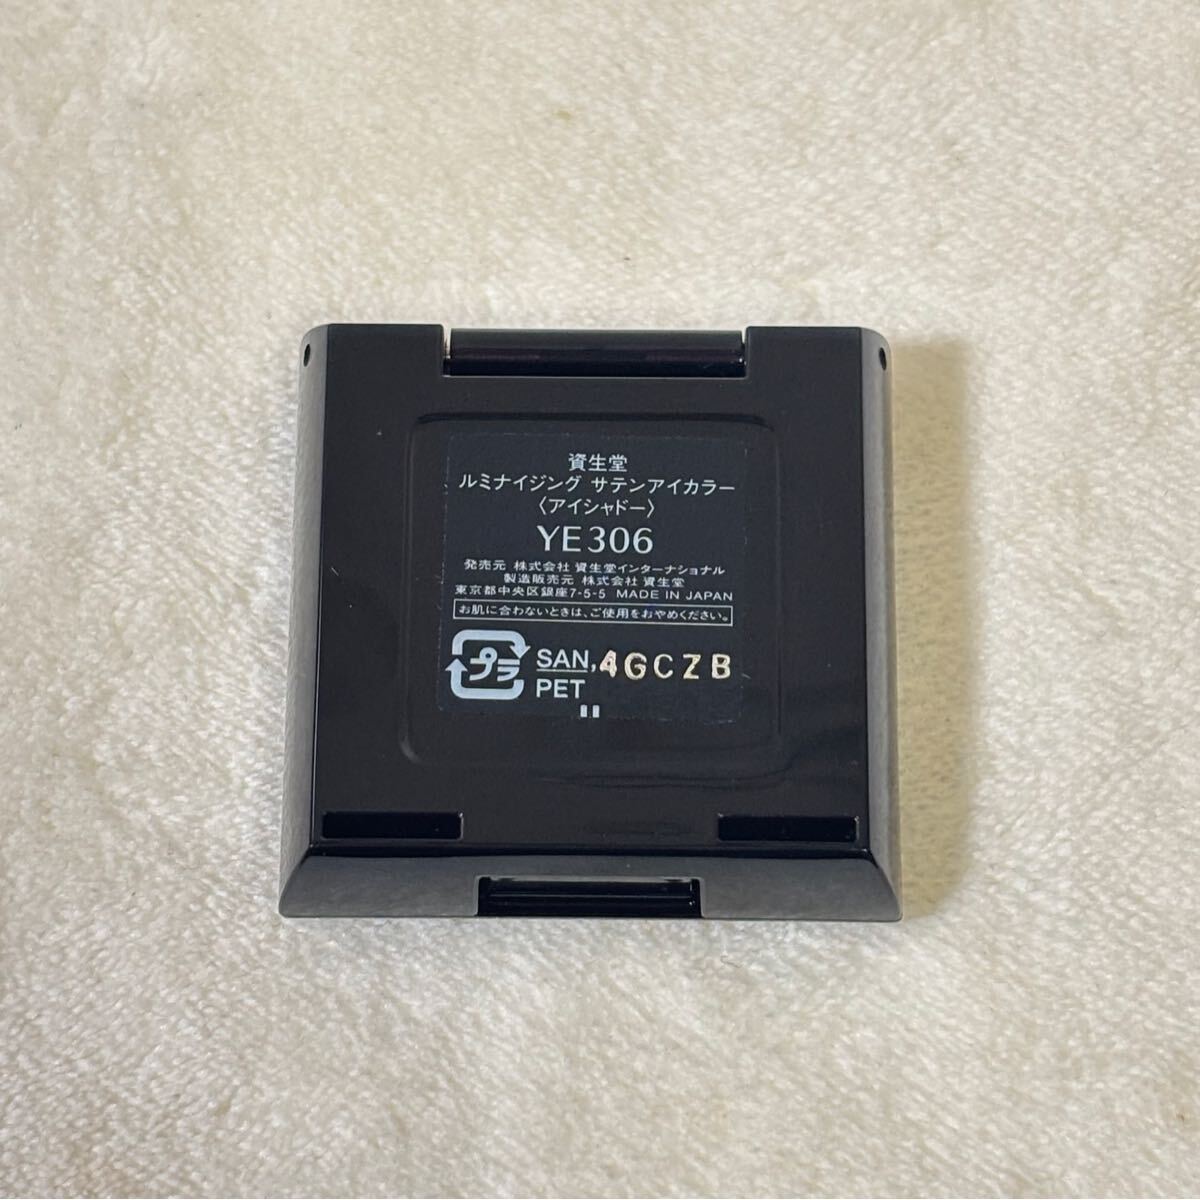 資生堂
ルミナイジング サテンアイカラー
〈アイシャドー〉
YE306
発売元 株式会社 資生堂インターナショナル
製造販売元 株式会社 資生堂
東京都中央区銀座7-5-5 MADE IN JAPAN
お肌に合わないときは、ご使用をおやめください。
プラ SAN, 4GCZB
PET